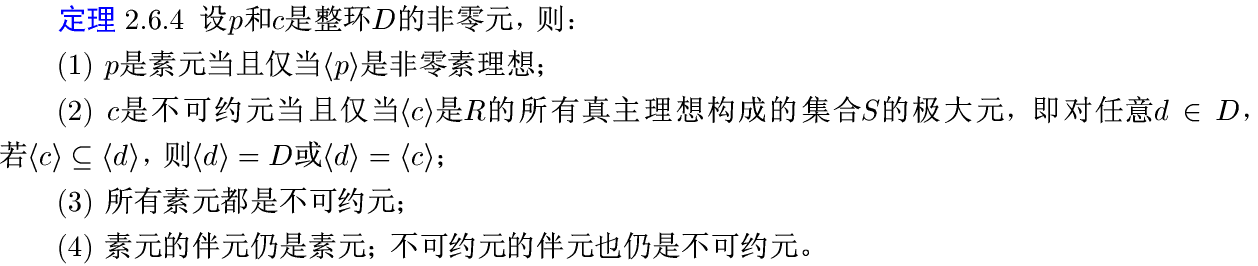 定理 2.6.4 设p和c是整环D的非零元, 则:
(1) p是素元当且仅当⟨p⟩是非零素理想;
(2) c是不可约元当且仅当⟨c⟩是R的所有真主理想构成的集合S的极大元, 即对任意d ∈ D,
若⟨c⟩ ⊆ ⟨d⟩, 则⟨d⟩ = D或⟨d⟩ = ⟨c⟩;
(3) 所有素元都是不可约元;
(4) 素元的伴元仍是素元; 不可约元的伴元也仍是不可约元。